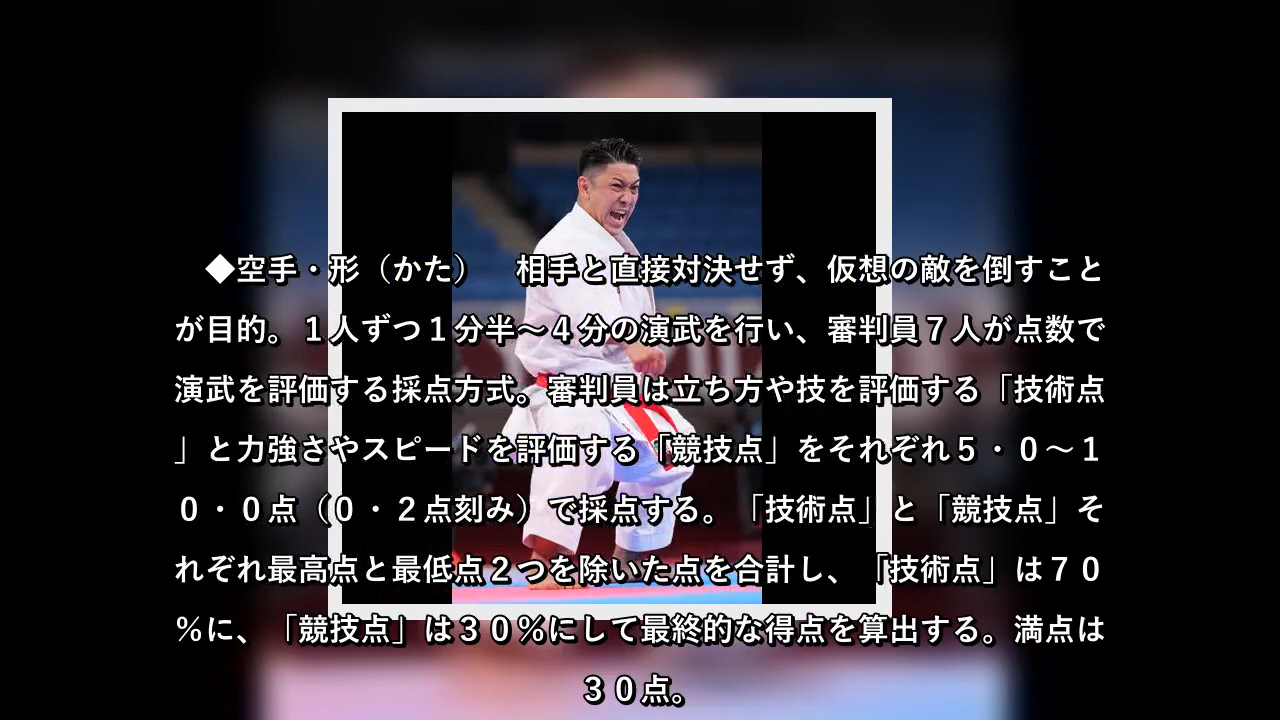 ◆空手・形（かた）　相手と直接対決せず、仮想の敵を倒すこと
が目的。１人ずつ１分半～４分の演武を行い、審判員７人が点数で
演武を評価する採点方式。審判員は立ち方や技を評価する「技術点
」と力強さやスピードを評価する「競技点」をそれぞれ５・０～１
０・０点（０・２点刻み）で採点する。「技術点」と「競技点」そ
れぞれ最高点と最低点２つを除いた点を合計し、「技術点」は７０
％に、「競技点」は３０％にして最終的な得点を算出する。満点は
３０点。